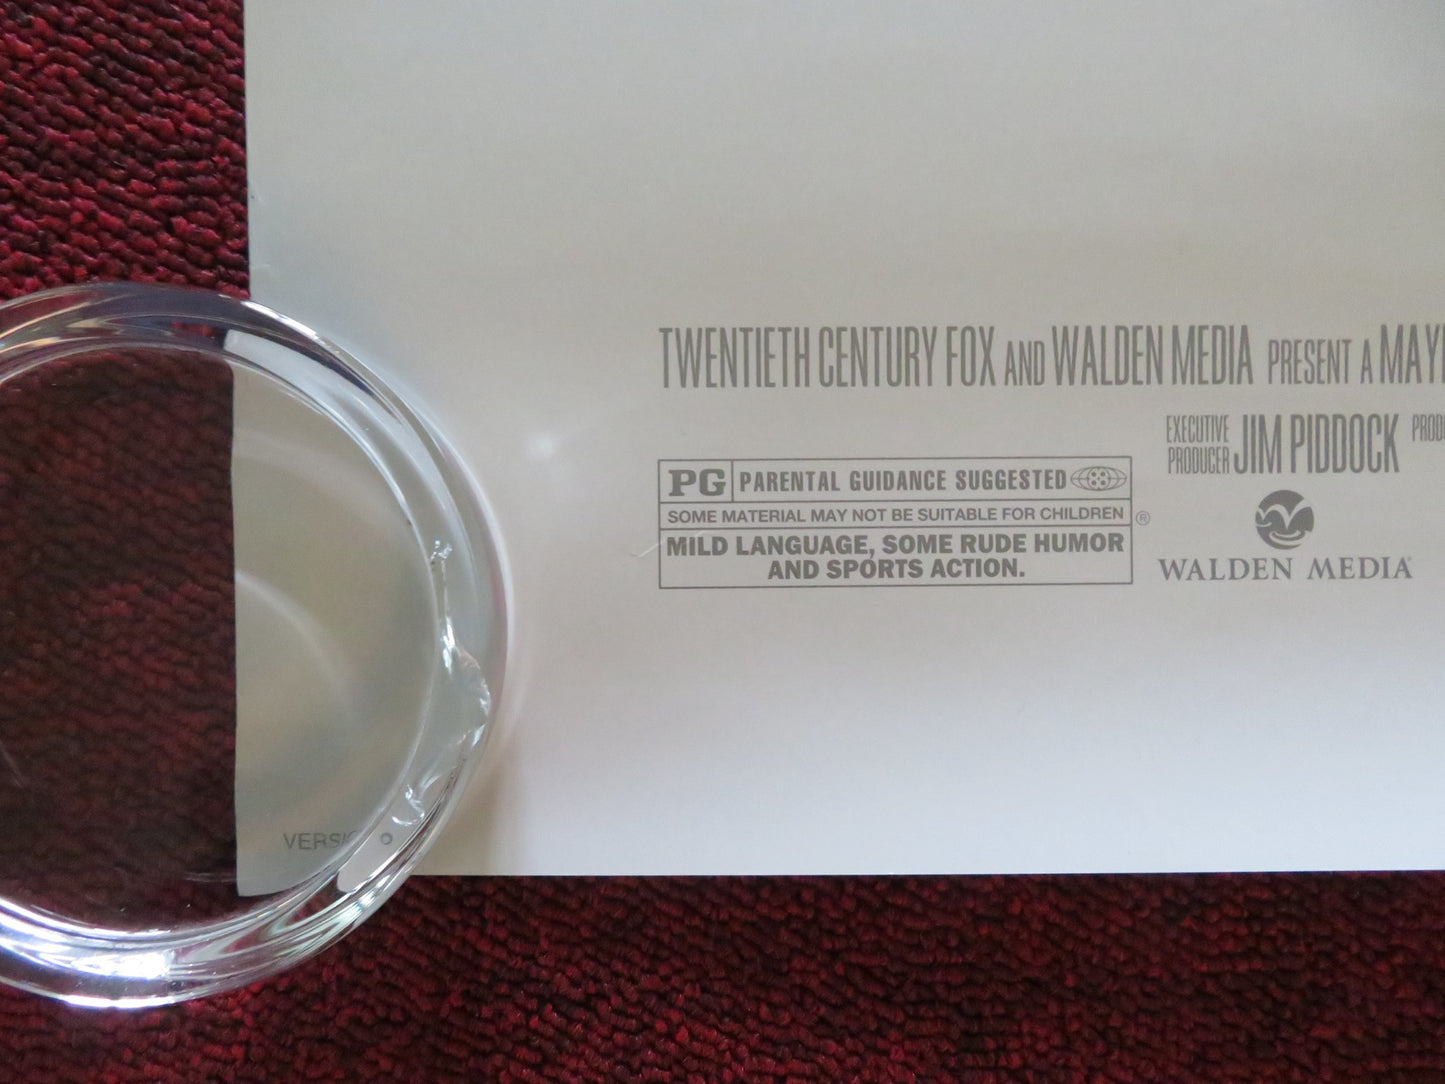 TWENTIETH CENTURY FOX AND WALDEN MEDIA PRESENT A
EXECUTIVE PRODUCER JIM PIDDOCK
PG PARENTAL GUIDANCE SUGGESTED
SOME MATERIAL MAY NOT BE SUITABLE FOR CHILDREN ®
MILD LANGUAGE, SOME RUDE HUMOR
AND SPORTS ACTION.
WALDEN MEDIA